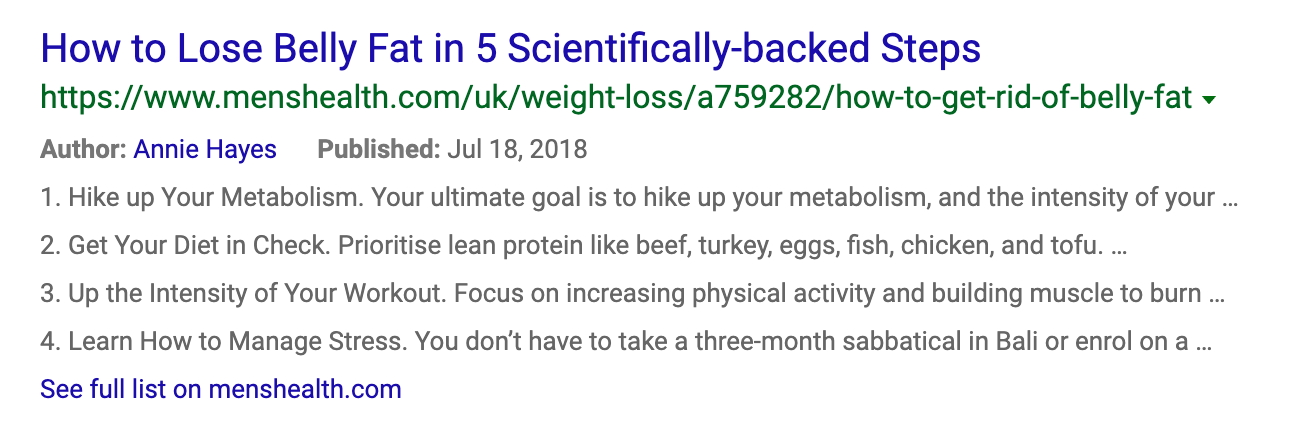 How to Lose Belly Fat in 5 Scientifically-backed Steps
https://www.menshealth.com/uk/weight-loss/a759282/how-to-get-rid-of-belly-fat
Author: Annie Hayes Published: Jul 18, 2018
1. Hike up Your Metabolism. Your ultimate goal is to hike up your metabolism, and the intensity of your ...
2. Get Your Diet in Check. Prioritise lean protein like beef, turkey, eggs, fish, chicken, and tofu. ...
3. Up the Intensity of Your Workout. Focus on increasing physical activity and building muscle to burn ...
4. Learn How to Manage Stress. You don’t have to take a three-month sabbatical in Bali or enrol on a ...
See full list on menshealth.com